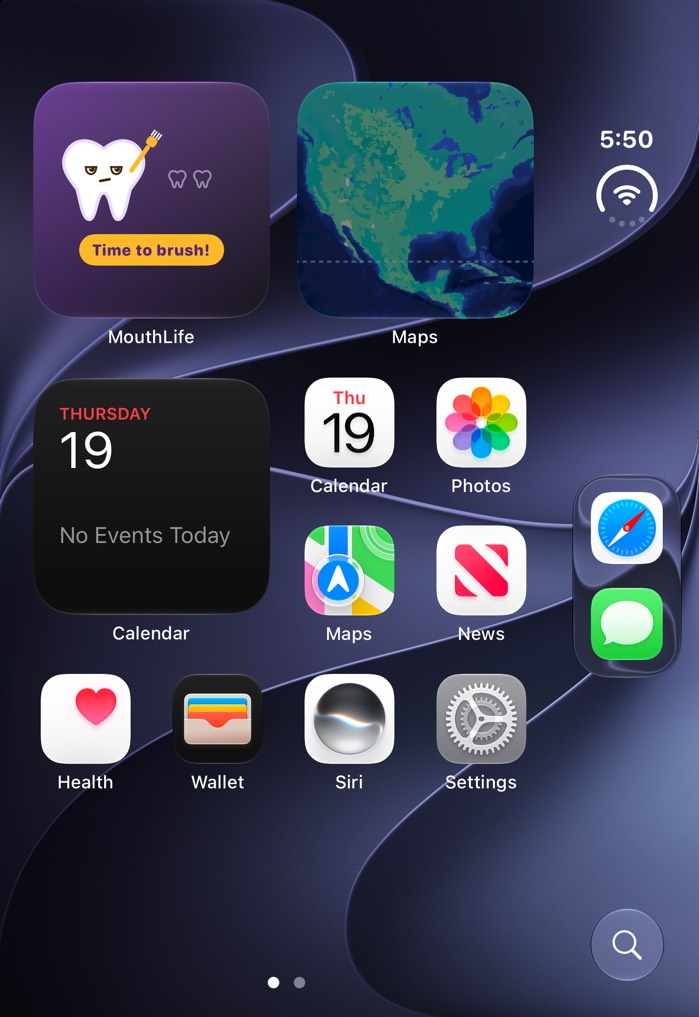 Time to brush!
MouthLife
Maps
5:50
THURSDAY
19
No Events Today
Calendar
Thu
19
Calendar
Photos
Maps
News
Health
Wallet
Siri
Settings